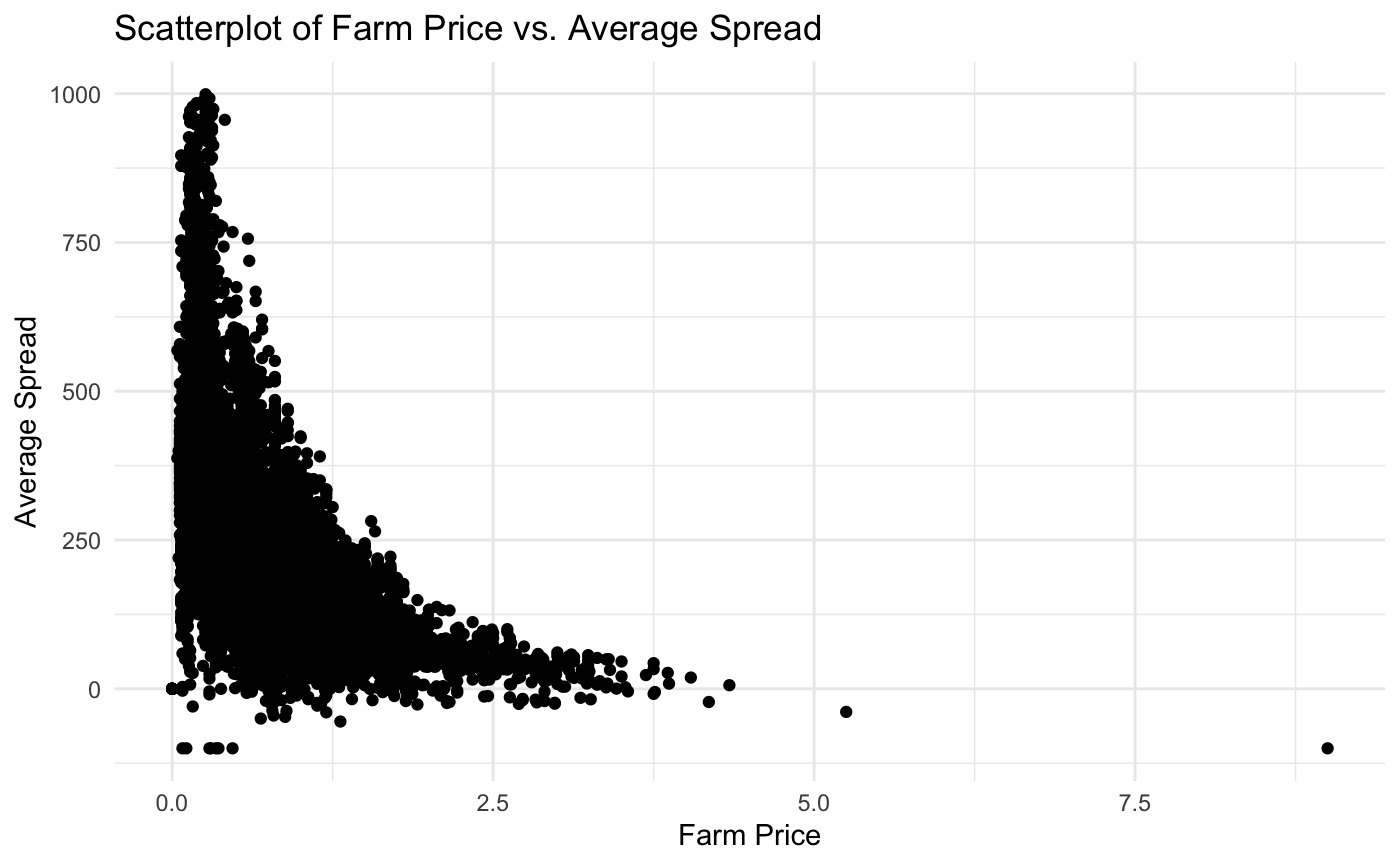 Scatterplot of Farm Price vs. Average Spread
1000
750
500
250
0
Average Spread
0.0 2.5 5.0 7.5
Farm Price